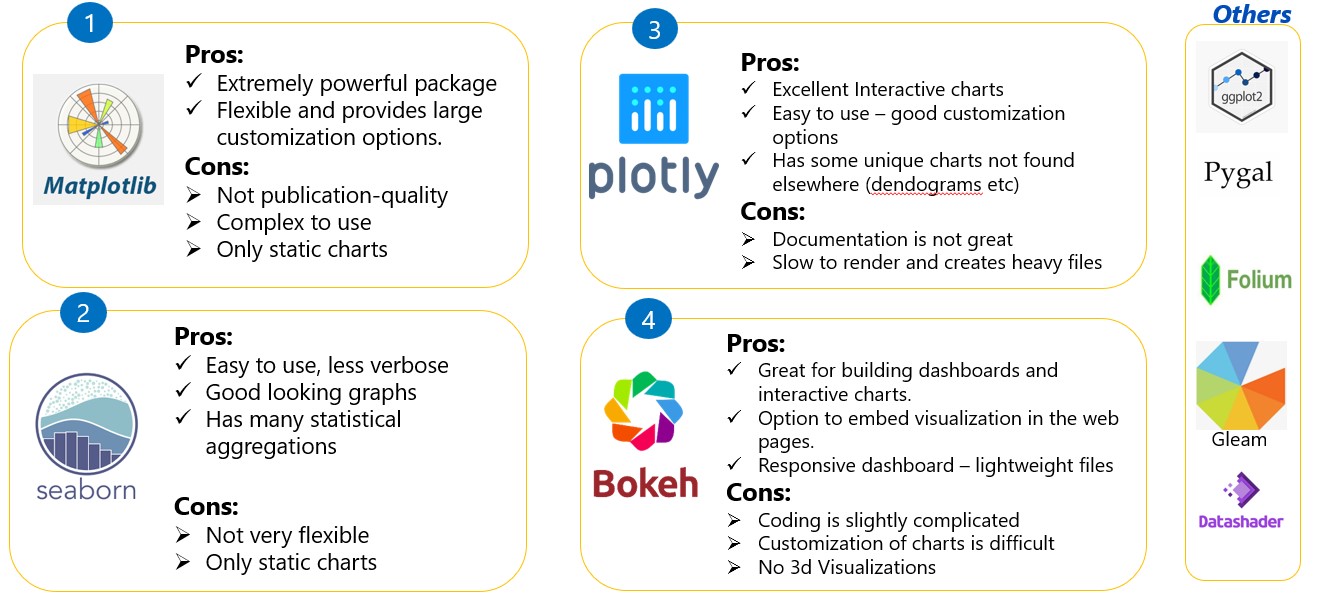 1
Pros:
✓ Extremely powerful package
✓ Flexible and provides large
customization options.
Cons:
➢ Not publication-quality
➢ Complex to use
➢ Only static charts
Matplotlib
2
Pros:
✓ Easy to use, less verbose
✓ Good looking graphs
✓ Has many statistical
aggregations
Cons:
➢ Not very flexible
➢ Only static charts
seaborn
3
Pros:
✓ Excellent Interactive charts
✓ Easy to use – good customization
options
✓ Has some unique charts not found
elsewhere (dendograms etc)
Cons:
➢ Documentation is not great
➢ Slow to render and creates heavy files
plotly
4
Pros:
✓ Great for building dashboards and
interactive charts.
✓ Option to embed visualization in the web
pages.
✓ Responsive dashboard – lightweight files
Cons:
➢ Coding is slightly complicated
➢ Customization of charts is difficult
➢ No 3d Visualizations
Bokeh
Others
ggplot2
Pygal
Folium
Gleam
Datashader